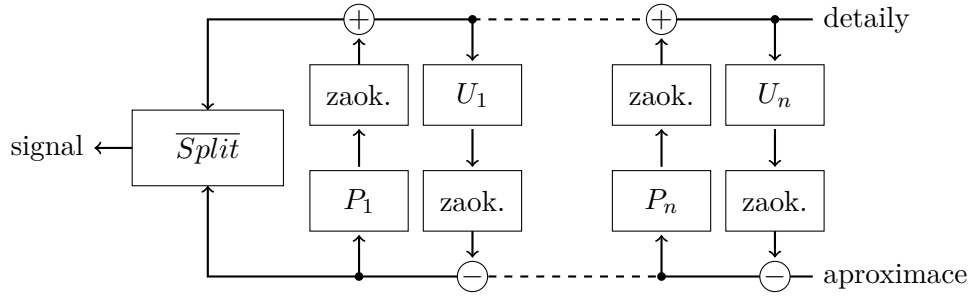 + + detaily
zaok. U₁ zaok. Uₙ
signal Split
P₁ zaok. Pₙ zaok.
− − aproximace